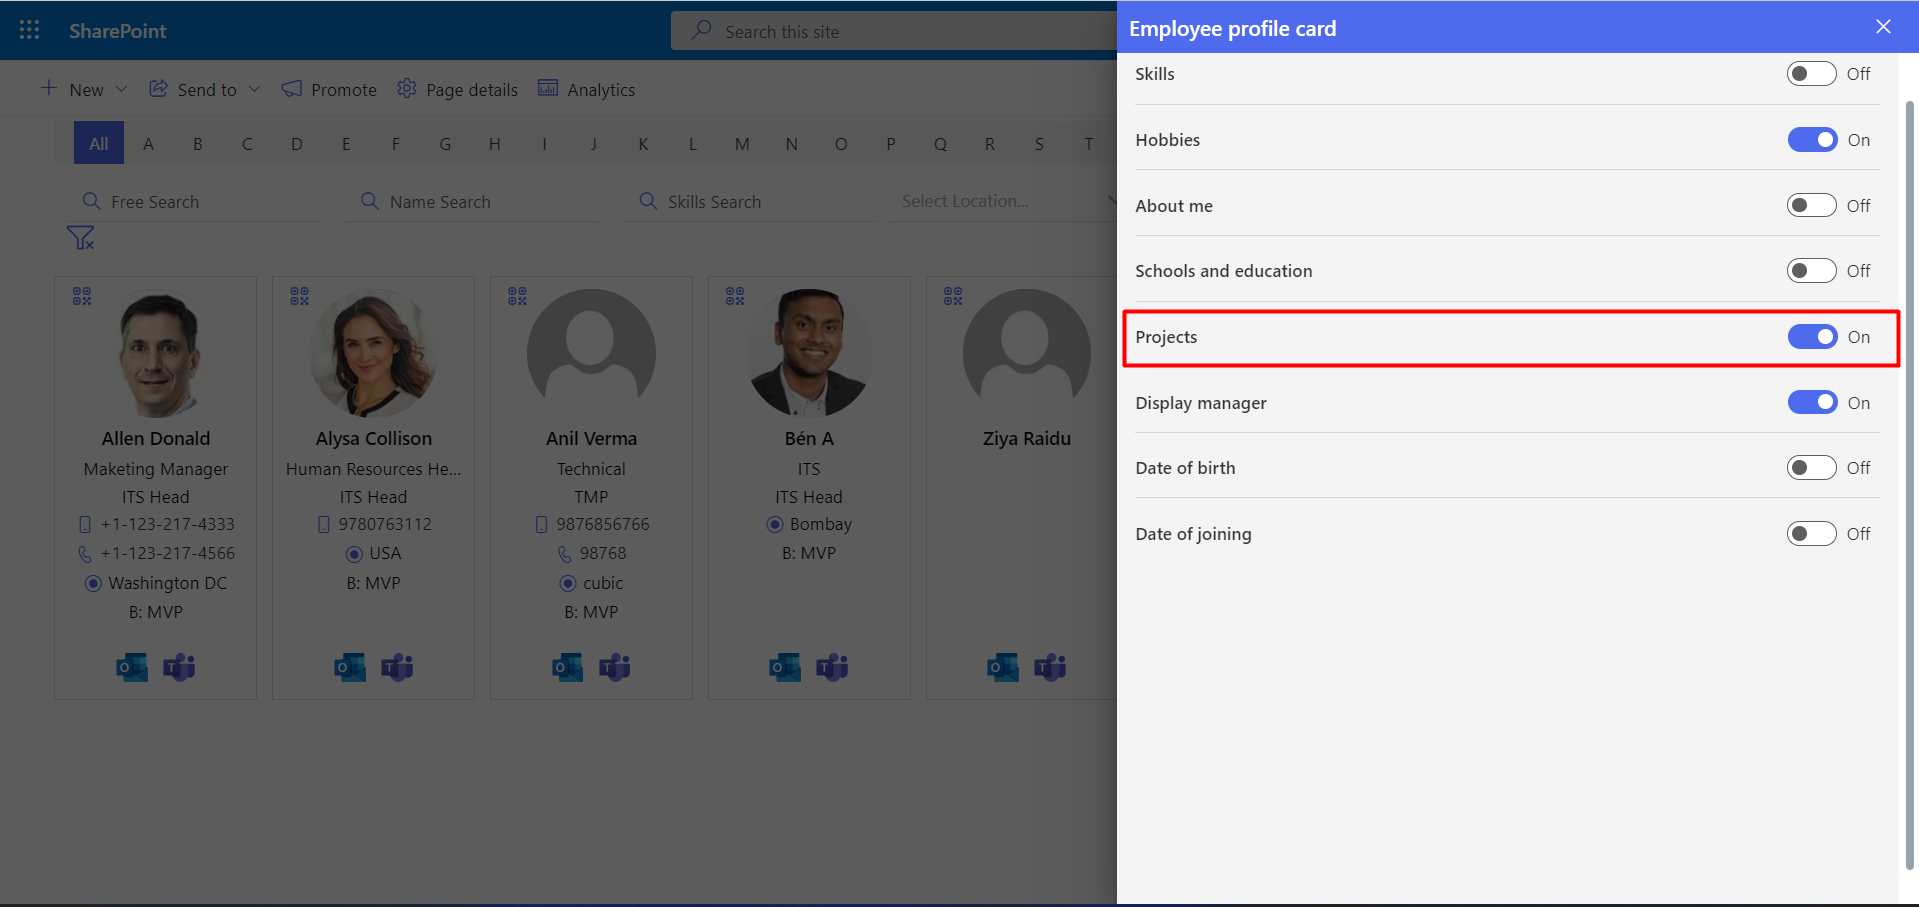 SharePoint
Search this site
New
Send to
Promote
Page details
Analytics
All A B C D E F G H I J K L M N O P Q R S T
Free Search
Name Search
Skills Search
Select Location...
Allen Donald
Maketing Manager
ITS Head
+1-123-217-4333
+1-123-217-4566
Washington DC
B: MVP
Alysa Collison
Human Resources He...
ITS Head
9780763112
USA
B: MVP
Anil Verma
Technical
TMP
9876856766
98768
cubic
B: MVP
Bén A
ITS
ITS Head
Bombay
B: MVP
Ziya Raidu
Employee profile card
Skills Off
Hobbies On
About me Off
Schools and education Off
Projects On
Display manager On
Date of birth Off
Date of joining Off